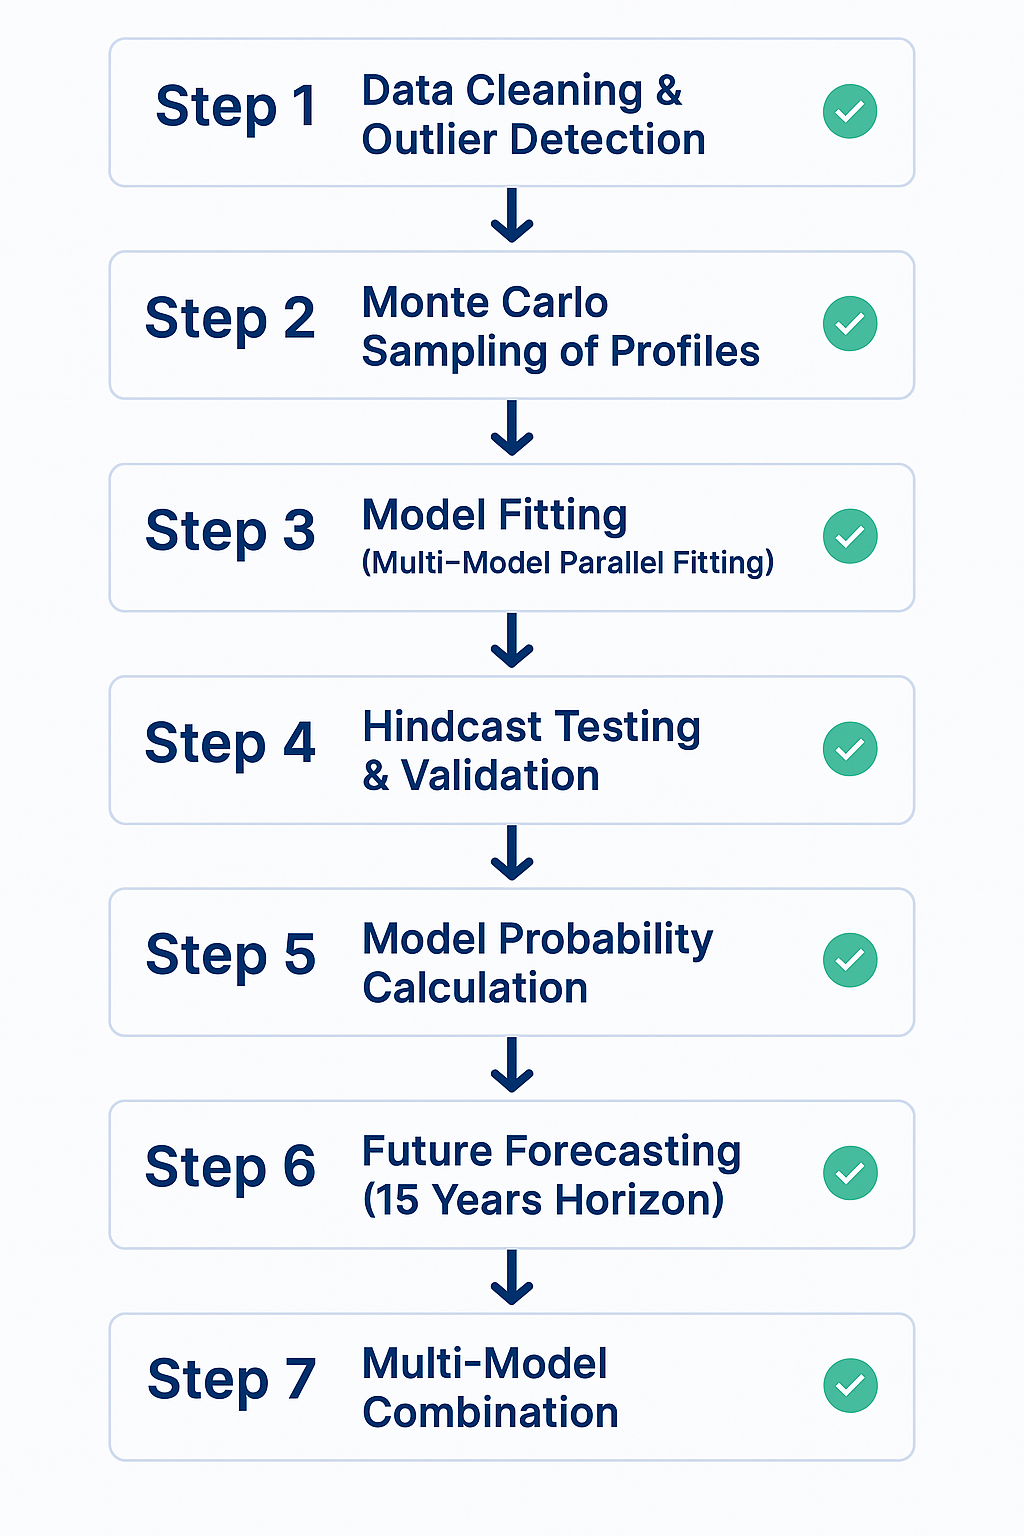 Step 1
Data Cleaning &
Outlier Detection
Step 2
Monte Carlo
Sampling of Profiles
Step 3
Model Fitting
(Multi-Model Parallel Fitting)
Step 4
Hindcast Testing
& Validation
Step 5
Model Probability
Calculation
Step 6
Future Forecasting
(15 Years Horizon)
Step 7
Multi-Model
Combination